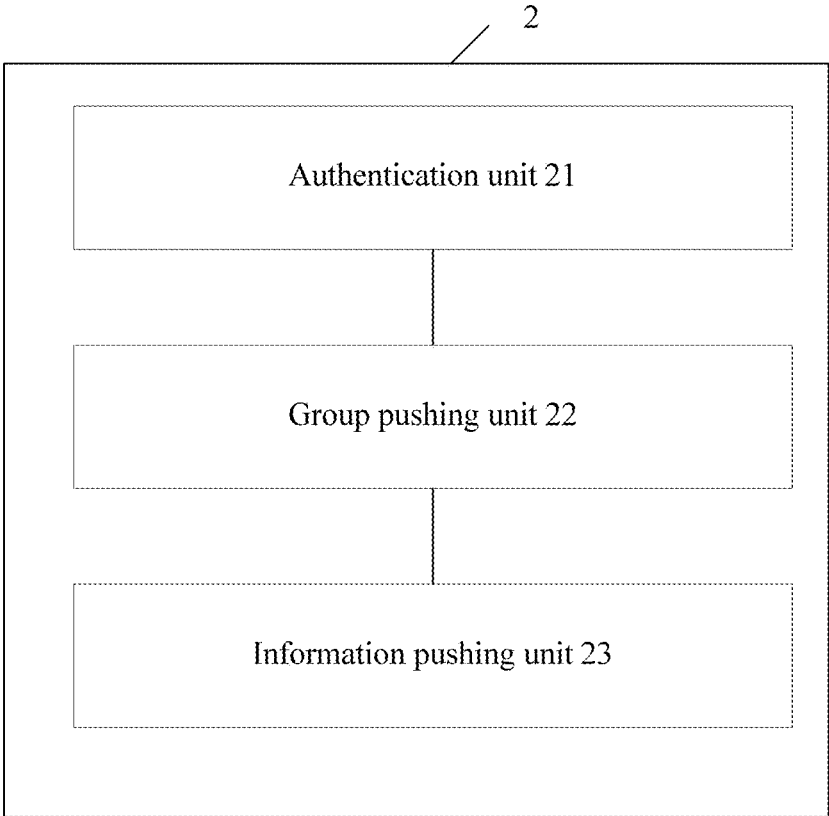 2
Authentication unit 21
Group pushing unit 22
Information pushing unit 23